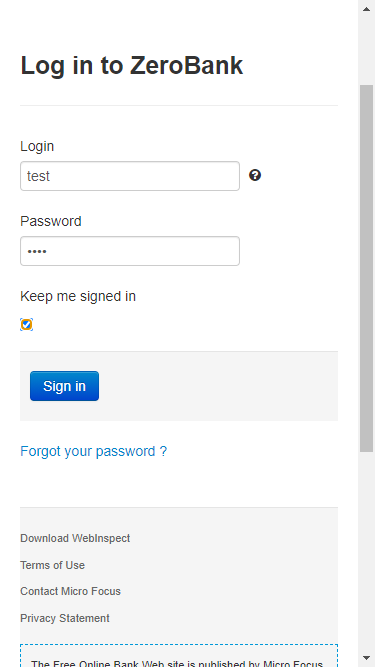 Log in to ZeroBank
Login
test
Password
••••
Keep me signed in
Sign in
Forgot your password ?
Download WebInspect
Terms of Use
Contact Micro Focus
Privacy Statement
The Free Online Bank Web site is published by Micro Focus